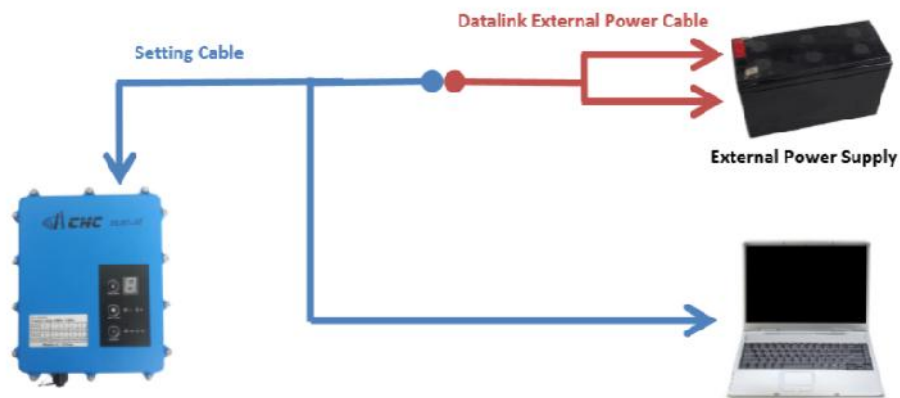 Datalink External Power Cable
Setting Cable
External Power Supply
CHC